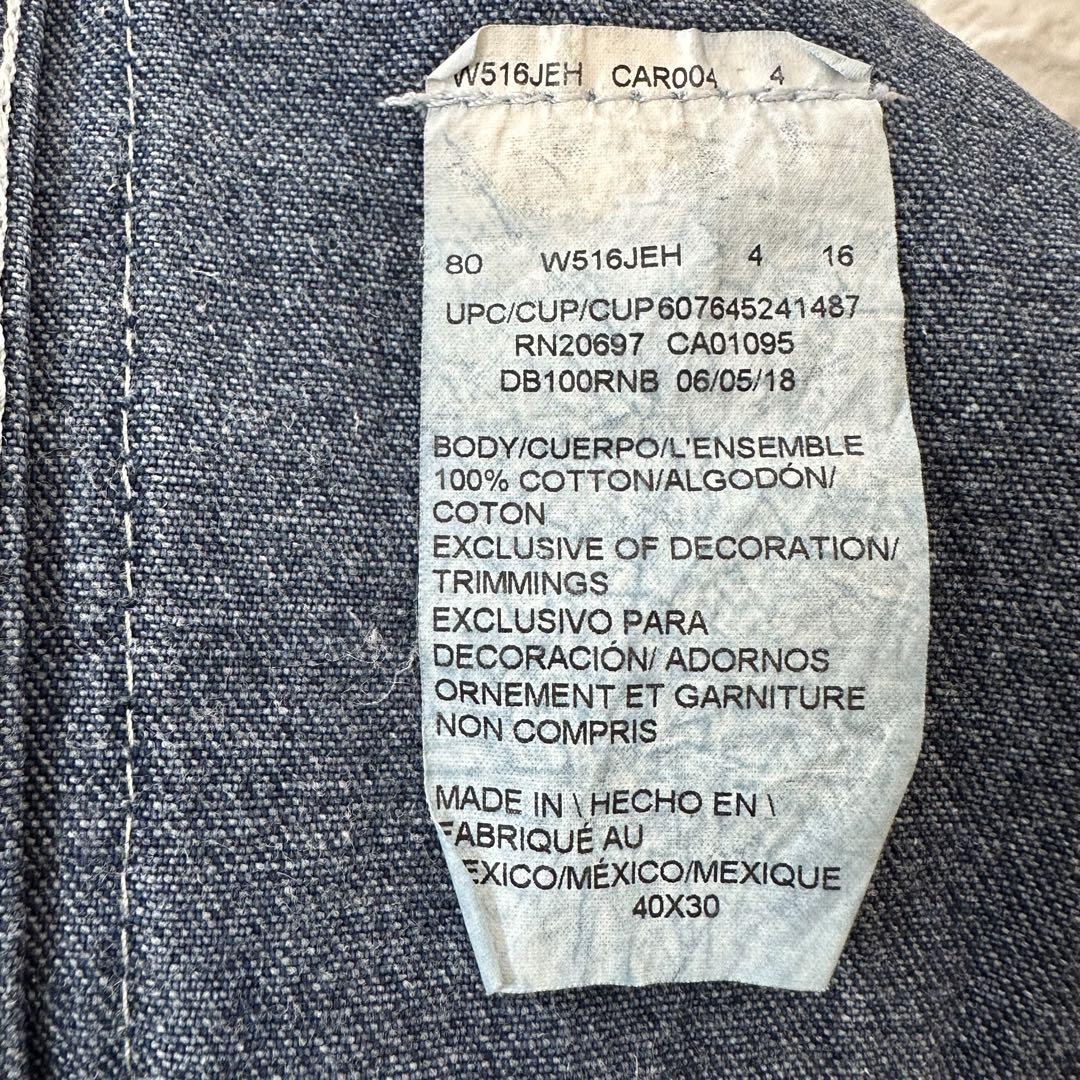 W516JEH CAR004 4
80 W516JEH 4 16
UPC/CUP/CUP607645241487
RN20697 CA01095
DB100RNB 06/05/18
BODY/CUERPO/L'ENSEMBLE
100% COTTON/ALGODÓN/
COTON
EXCLUSIVE OF DECORATION/
TRIMMINGS
EXCLUSIVO PARA
DECORACIÓN/ ADORNOS
ORNEMENT ET GARNITURE
NON COMPRIS
MADE IN \ HECHO EN \
FABRIQUÉ AU
MEXICO/MÉXICO/MEXIQUE
40X30